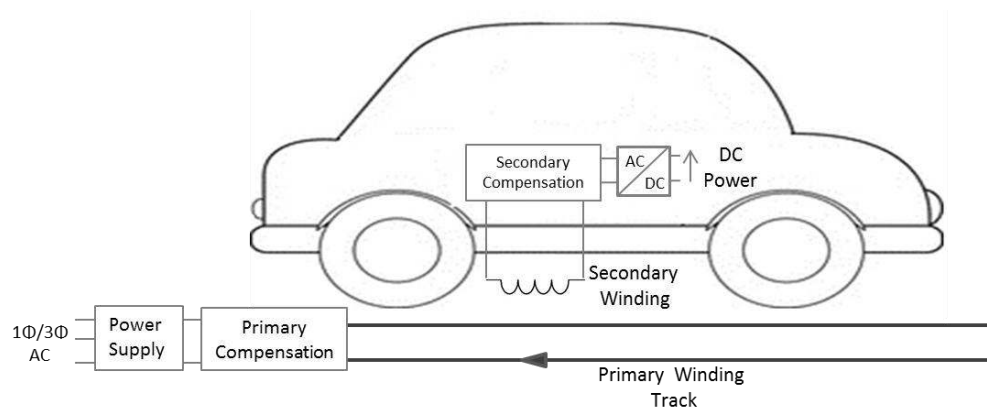 Secondary
Compensation
AC
DC
DC
Power
Secondary
Winding
1Φ/3Φ
AC
Power
Supply
Primary
Compensation
Primary Winding
Track